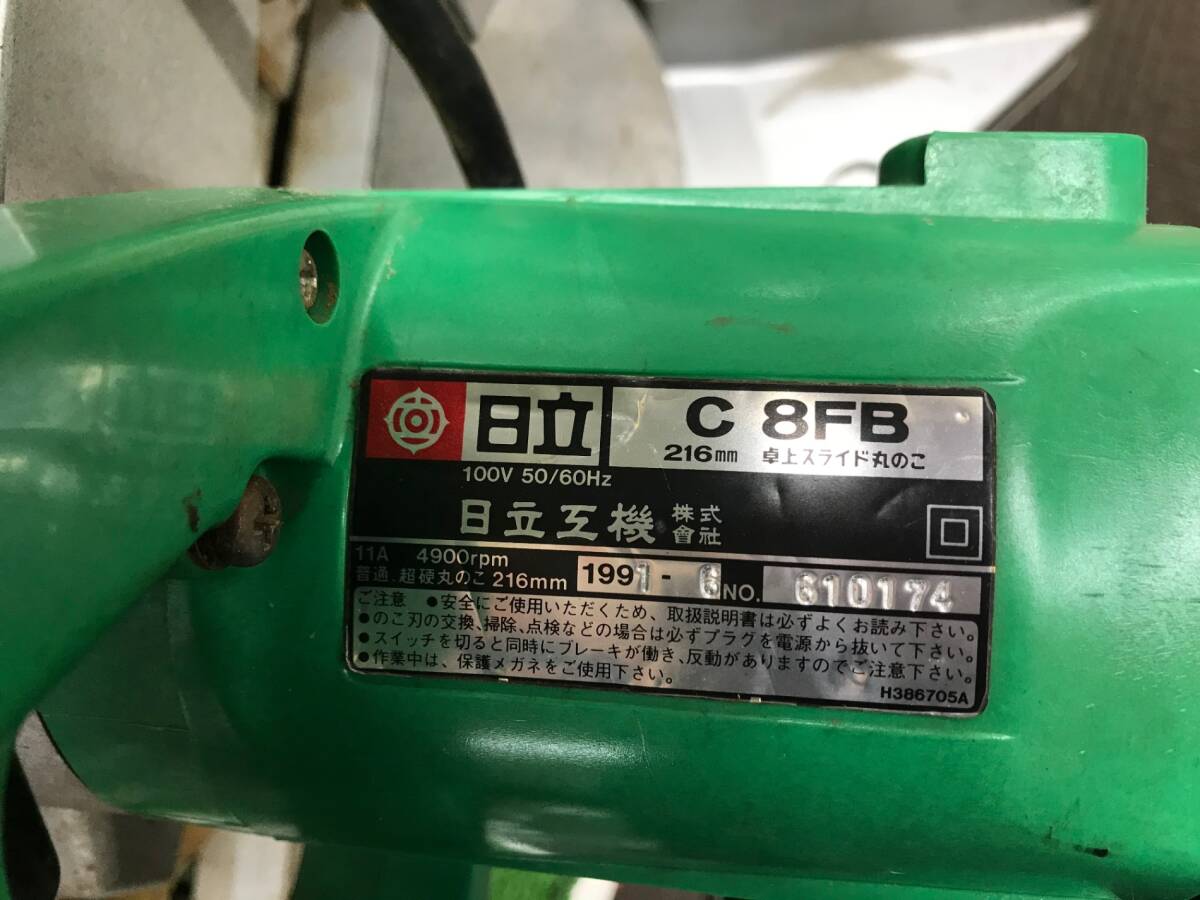 日立
C 8FB
216mm 卓上スライド丸のこ
100V 50/60Hz
日立工機 株式會社
11A 4900rpm
普通.超硬丸のこ 216mm
1991-6 NO. 610174
ご注意 ●安全にご使用いただくため、取扱説明書は必ずよくお読み下さい。
●のこ刃の交換、掃除、点検などの場合は必ずプラグを電源から抜いて下さい。
●スイッチを切ると同時にブレーキが働き、反動がありますのでご注意下さい。
●作業中は、保護メガネをご使用下さい。
H386705A